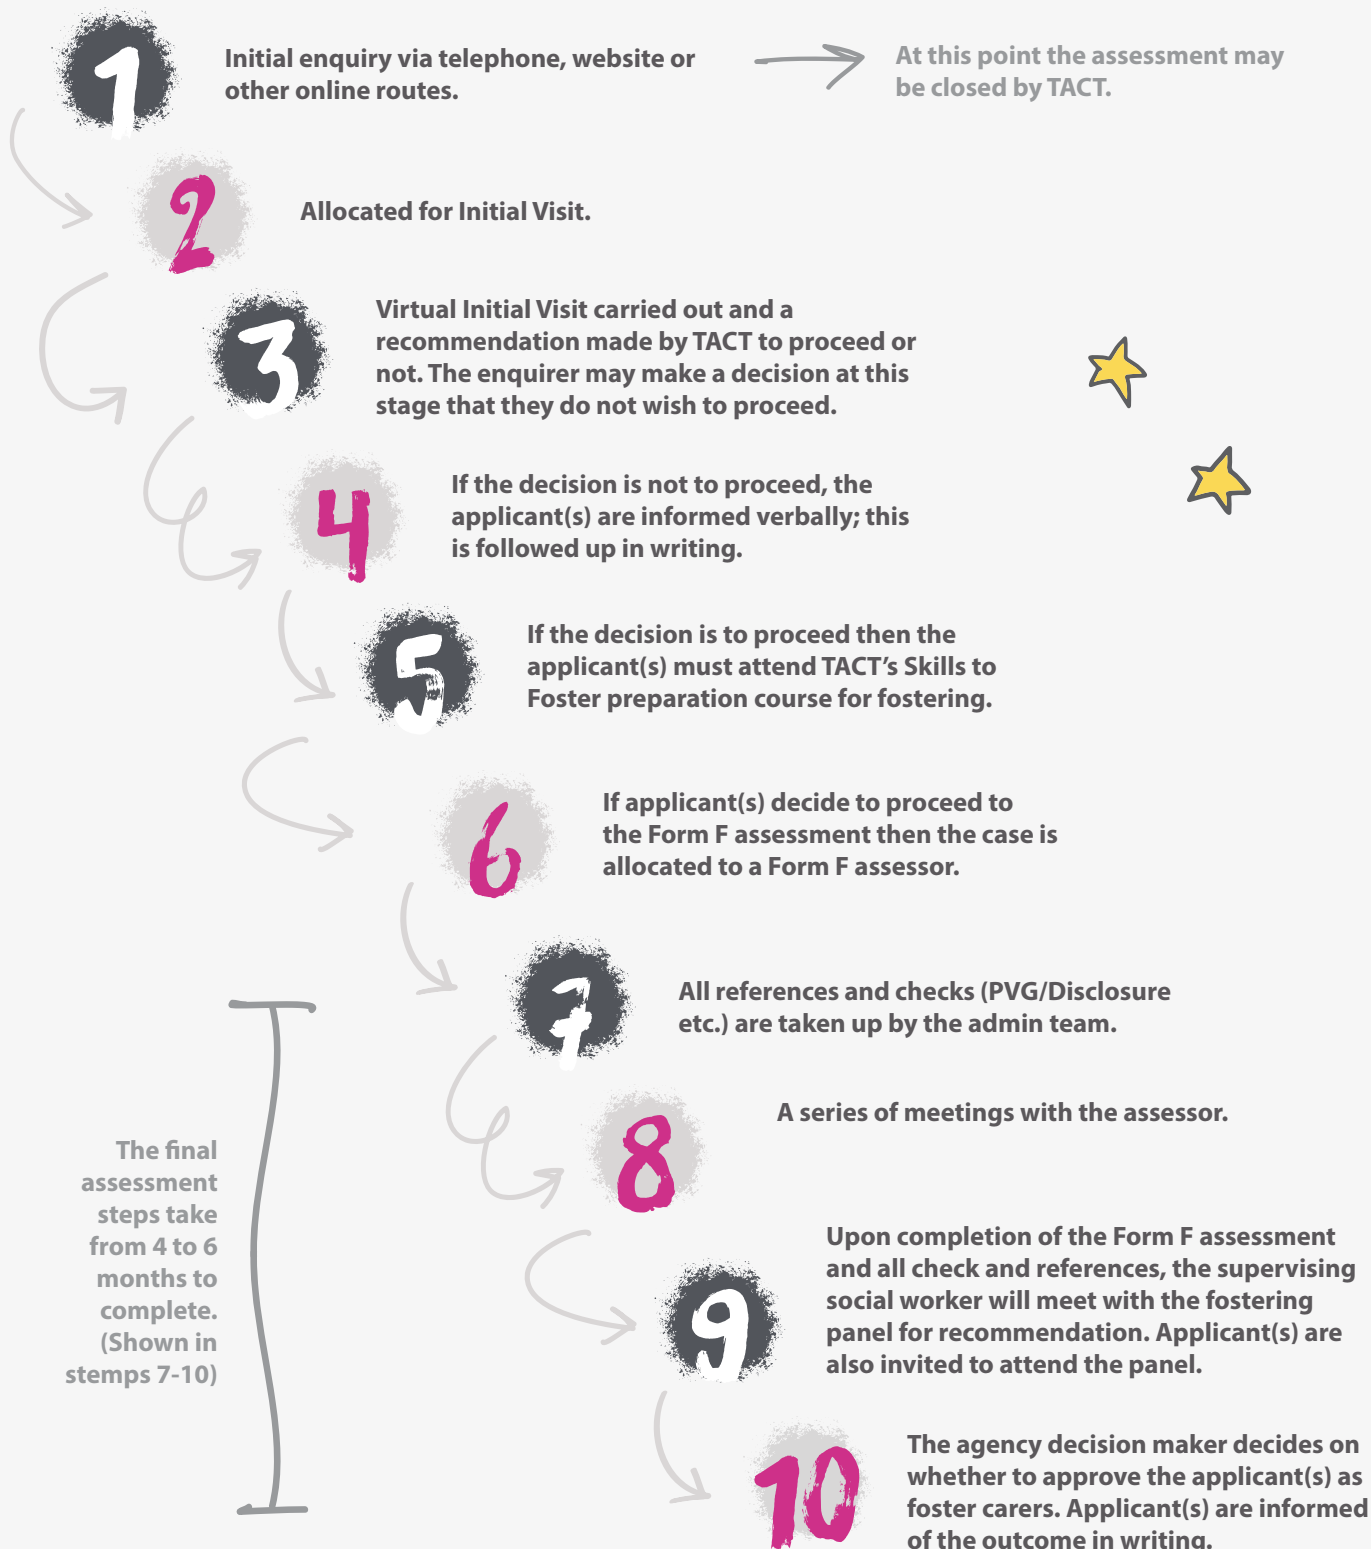 1
Initial enquiry via telephone, website or
other online routes.
At this point the assessment may
be closed by TACT.
2
Allocated for Initial Visit.
3
Virtual Initial Visit carried out and a
recommendation made by TACT to proceed or
not. The enquirer may make a decision at this
stage that they do not wish to proceed.
4
If the decision is not to proceed, the
applicant(s) are informed verbally; this
is followed up in writing.
5
If the decision is to proceed then the
applicant(s) must attend TACT’s Skills to
Foster preparation course for fostering.
6
If applicant(s) decide to proceed to
the Form F assessment then the case is
allocated to a Form F assessor.
7
All references and checks (PVG/Disclosure
etc.) are taken up by the admin team.
8
A series of meetings with the assessor.
The final
assessment
steps take
from 4 to 6
months to
complete.
(Shown in
stemps 7-10)
9
Upon completion of the Form F assessment
and all check and references, the supervising
social worker will meet with the fostering
panel for recommendation. Applicant(s) are
also invited to attend the panel.
10
The agency decision maker decides on
whether to approve the applicant(s) as
foster carers. Applicant(s) are informed
of the outcome in writing.